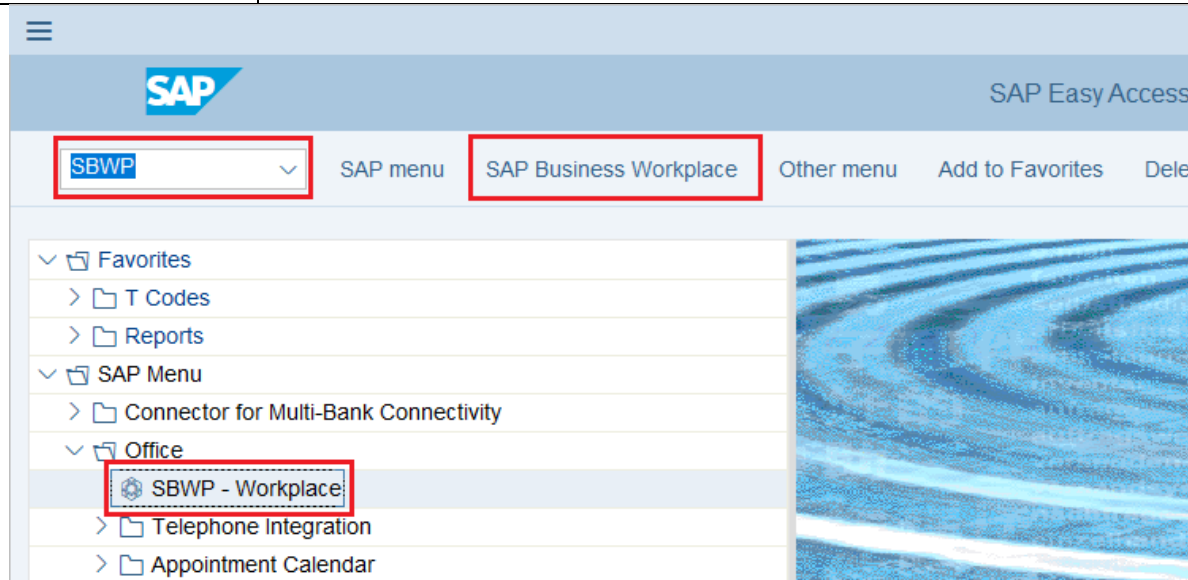 SAP
SAP Easy Access
SBWP SAP menu SAP Business Workplace Other menu Add to Favorites Dele
Favorites
T Codes
Reports
SAP Menu
Connector for Multi-Bank Connectivity
Office
SBWP - Workplace
Telephone Integration
Appointment Calendar